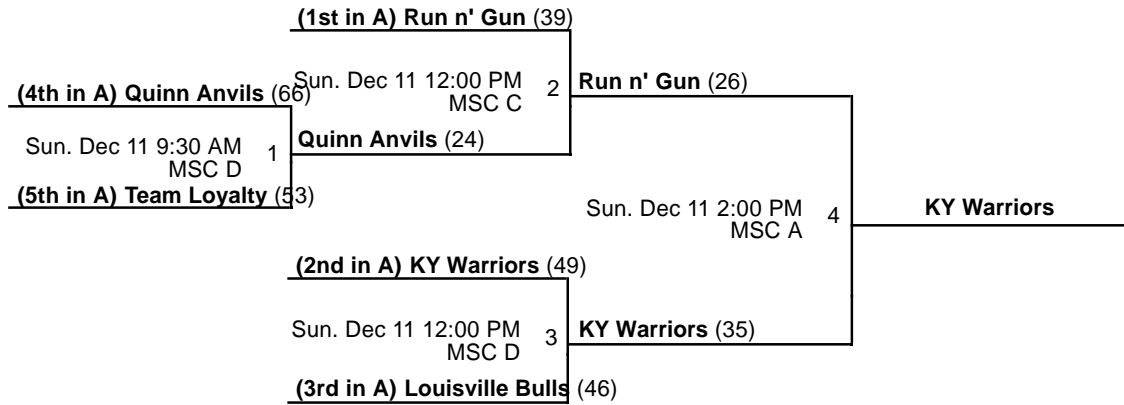 (1st in A) Run n' Gun (39)
Sun. Dec 11 12:00 PM
MSC C
2
Run n' Gun (26)
(4th in A) Quinn Anvils (66)
Sun. Dec 11 9:30 AM
MSC D
1
Quinn Anvils (24)
(5th in A) Team Loyalty (53)
Sun. Dec 11 2:00 PM
MSC A
4
KY Warriors
(2nd in A) KY Warriors (49)
Sun. Dec 11 12:00 PM
MSC D
3
KY Warriors (35)
(3rd in A) Louisville Bulls (46)